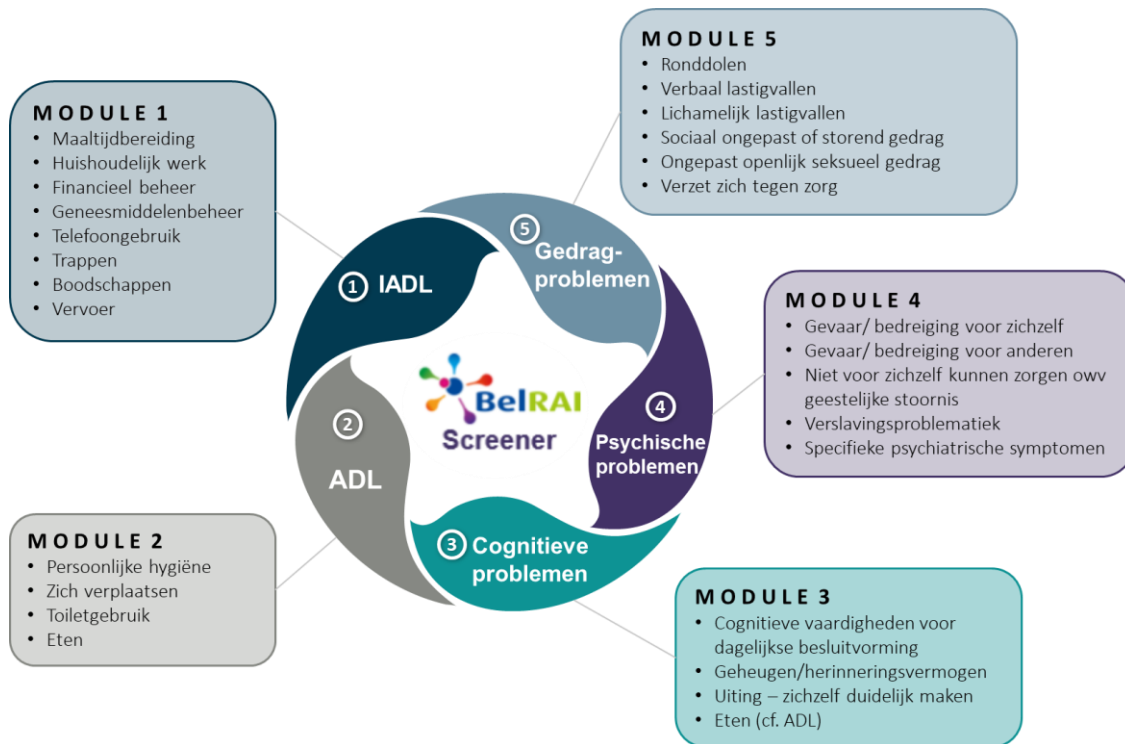 MODULE 1
• Maaltijdbereiding
• Huishoudelijk werk
• Financieel beheer
• Geneesmiddelenbeheer
• Telefoongebruik
• Trappen
• Boodschappen
• Vervoer
MODULE 5
• Ronddolen
• Verbaal lastigvallen
• Lichamelijk lastigvallen
• Sociaal ongepast of storend gedrag
• Ongepast openlijk seksueel gedrag
• Verzet zich tegen zorg
1 IADL
5
Gedrag-
problemen
BelRAI
Screener
2
ADL
4
Psychische
problemen
3 Cognitieve
problemen
MODULE 4
• Gevaar/ bedreiging voor zichzelf
• Gevaar/ bedreiging voor anderen
• Niet voor zichzelf kunnen zorgen owv
geestelijke stoornis
• Verslavingsproblematiek
• Specifieke psychiatrische symptomen
MODULE 2
• Persoonlijke hygiëne
• Zich verplaatsen
• Toiletgebruik
• Eten
MODULE 3
• Cognitieve vaardigheden voor
dagelijkse besluitvorming
• Geheugen/herinneringsvermogen
• Uiting – zichzelf duidelijk maken
• Eten (cf. ADL)